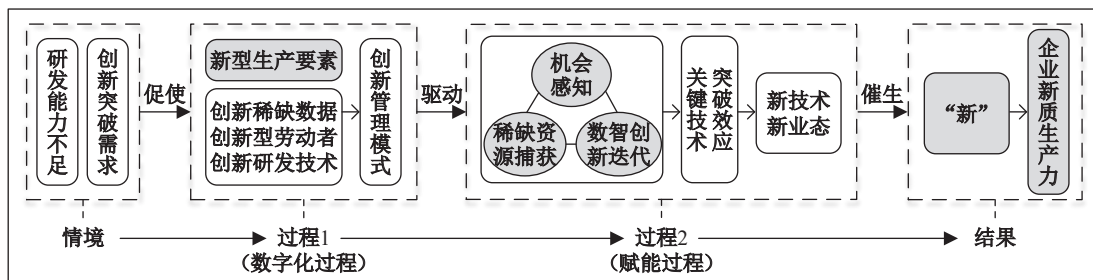 研发能力不足
创新突破需求
促使
新型生产要素
创新稀缺数据
创新型劳动者
创新研发技术
创新管理模式
驱动
机会
感知
稀缺资
源捕获
数智创
新迭代
关键技术
突破效应
新技术
新业态
催生
“新”
企业新质生产力
情境
过程1
(数字化过程)
过程2
(赋能过程)
结果